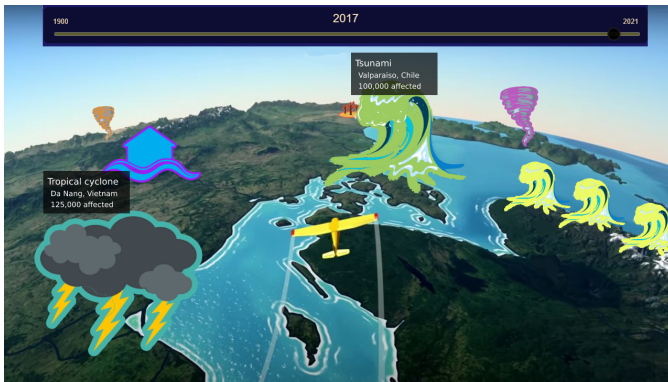 2017
1900
2021
Tsunami
Valparaiso, Chile
100,000 affected
Tropical cyclone
Da Nang, Vietnam
125,000 affected